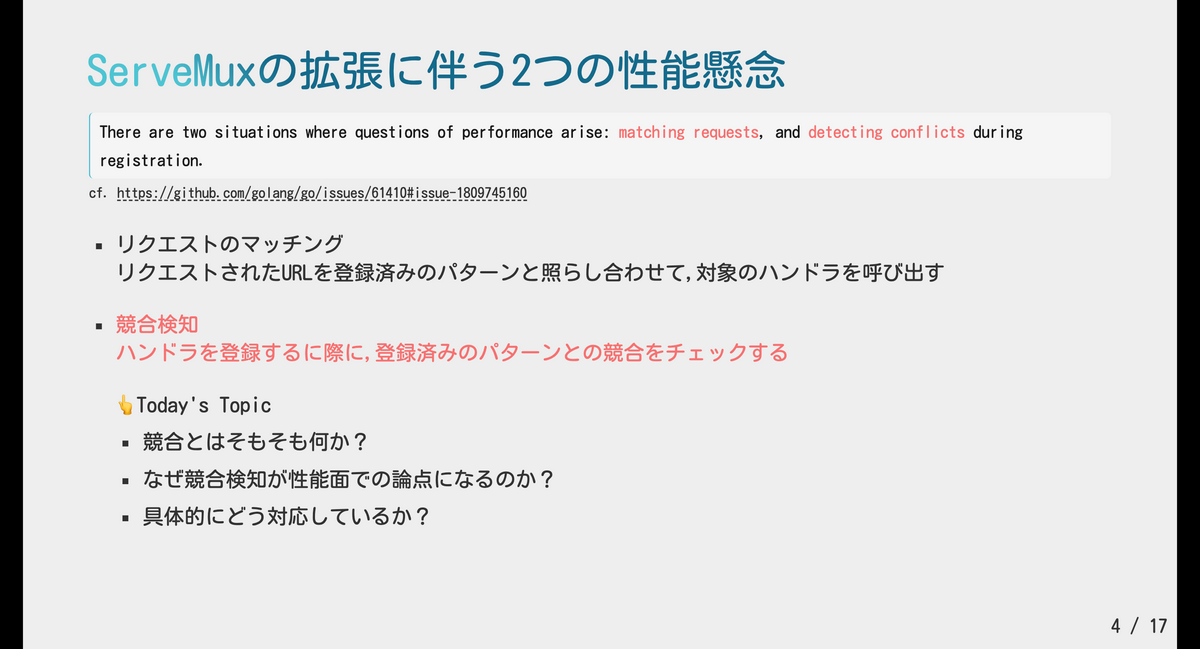 ServeMuxの拡張に伴う2つの性能懸念
There are two situations where questions of performance arise: matching requests, and detecting conflicts during
registration.
cf. https://github.com/golang/go/issues/61410#issue-1809745160
▪ リクエストのマッチング
リクエストされたURLを登録済みのパターンと照らし合わせて,対象のハンドラを呼び出す
▪ 競合検知
ハンドラを登録するに際に,登録済みのパターンとの競合をチェックする
👆Today's Topic
▪ 競合とはそもそも何か？
▪ なぜ競合検知が性能面での論点になるのか？
▪ 具体的にどう対応しているか？
4 / 17